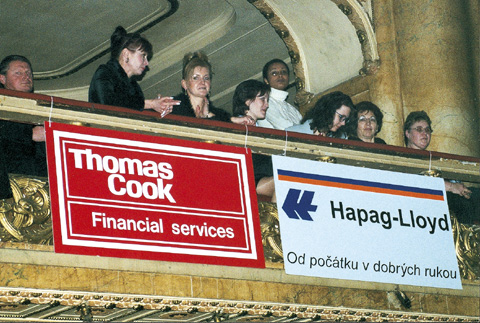 Thomas
Cook
Financial services
Hapag-Lloyd
Od počátku v dobrých rukou